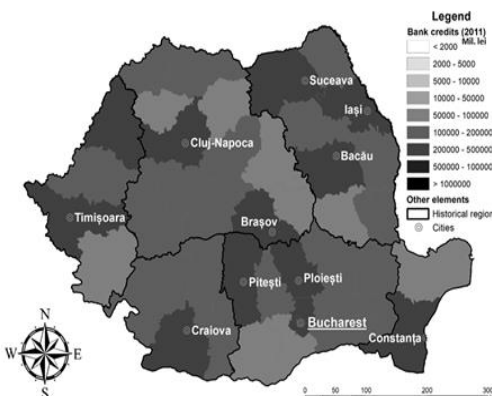 Legend
Bank credits (2011)
Mil. lei
< 2000
2000 - 5000
5000 - 10000
10000 - 50000
50000 - 100000
100000 - 200000
200000 - 500000
500000 - 100000
> 1000000
Other elements
Historical region
Cities
Suceava
Iași
Cluj-Napoca
Bacău
Timișoara
Brașov
Pitești
Ploiești
Craiova
Bucharest
Constanța
N
W
E
S
0
50
100
200
300